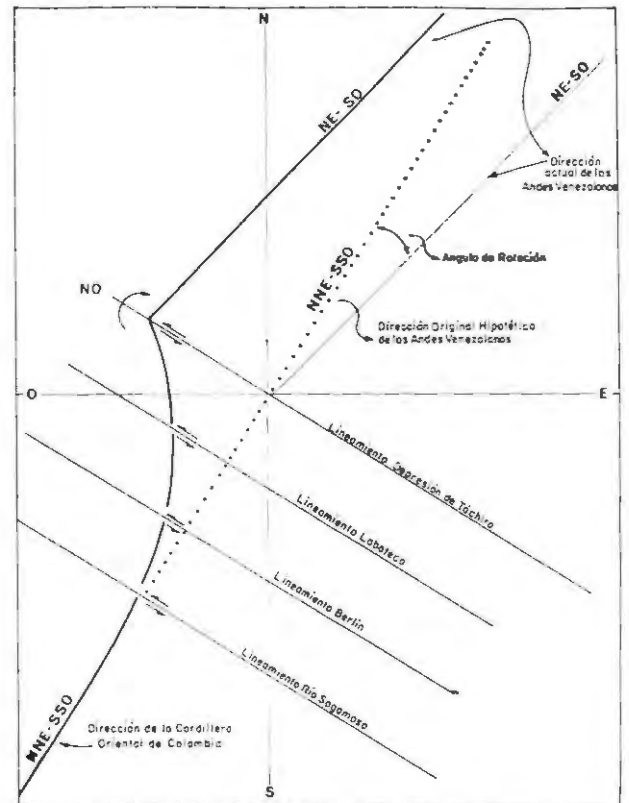 N
NE-SO
NE-SO
Dirección
actual de los
Andes Venezolanos
Angulo de Rotación
NNE-SSO
NO
Dirección Original Hipotética
de los Andes Venezolanos
O
E
Lineamiento Depresión de Táchira
Lineamiento Labateca
Lineamiento Berlín
Lineamiento Río Sogamoso
NNE-SSO
Dirección de la Cordillera
Oriental de Colombia
S